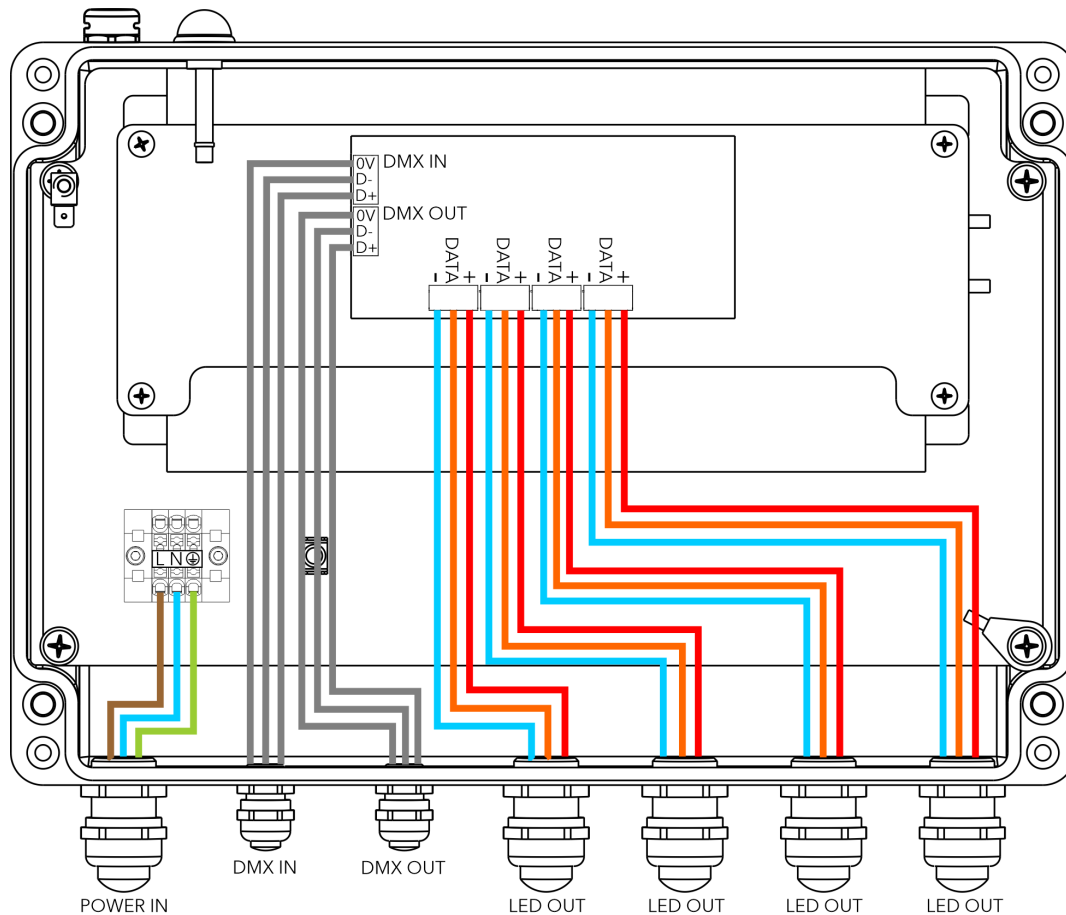 0V DMX IN
D-
D+
0V DMX OUT
D-
D+
- DATA + - DATA + - DATA + - DATA +
L N ⏚
DMX IN DMX OUT
POWER IN LED OUT LED OUT LED OUT LED OUT